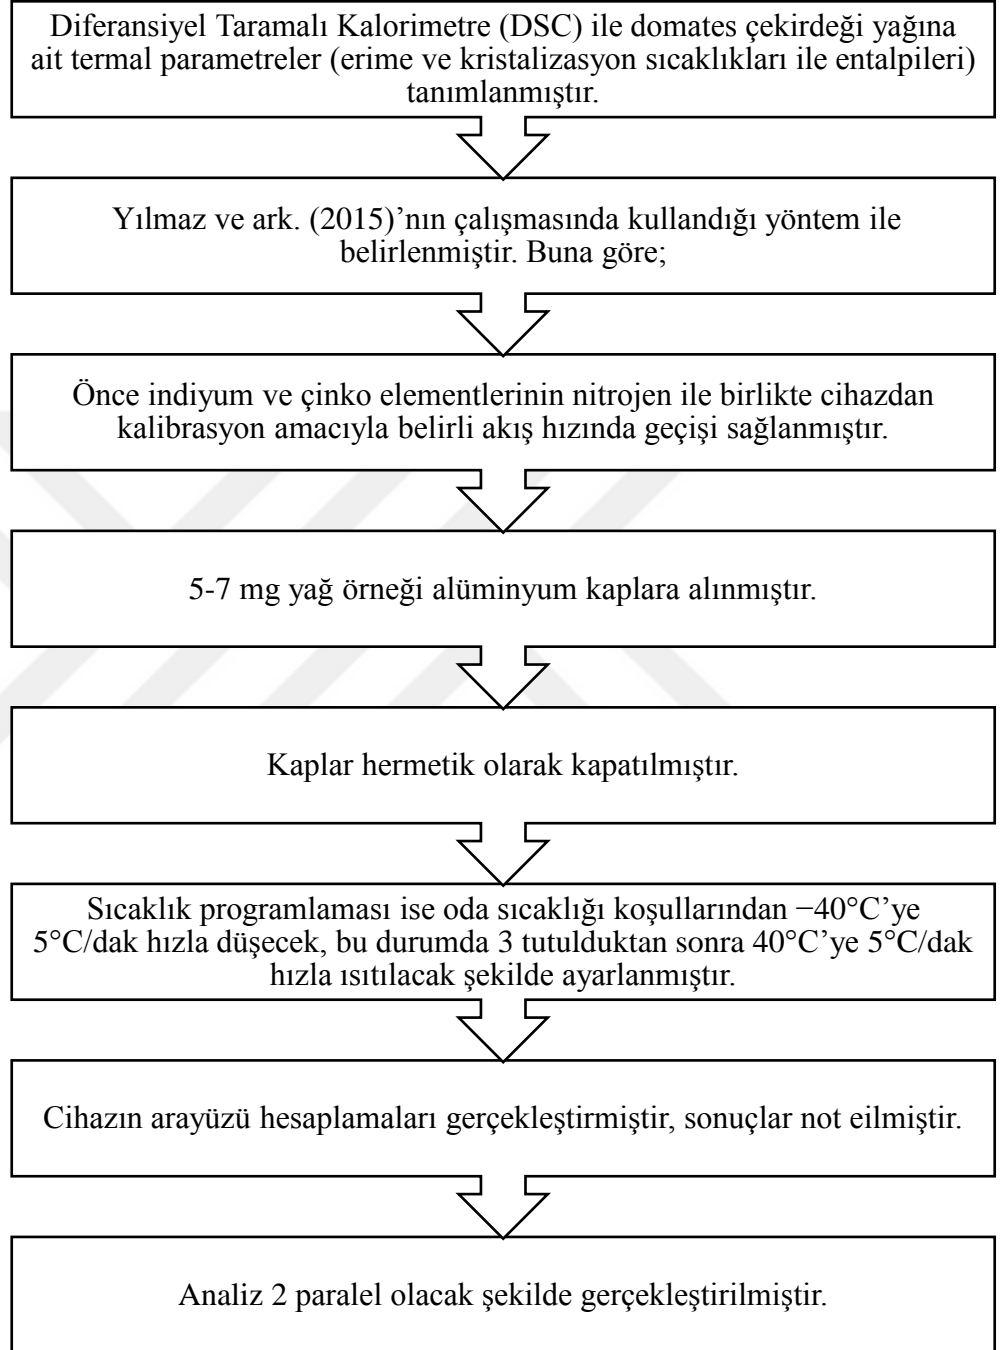 Diferansiyel Taramalı Kalorimetre (DSC) ile domates çekirdeği yağına
ait termal parametreler (erime ve kristalizasyon sıcaklıkları ile entalpileri)
tanımlanmıştır.
Yılmaz ve ark. (2015)’nın çalışmasında kullandığı yöntem ile
belirlenmiştir. Buna göre;
Önce indiyum ve çinko elementlerinin nitrojen ile birlikte cihazdan
kalibrasyon amacıyla belirli akış hızında geçişi sağlanmıştır.
5-7 mg yağ örneği alüminyum kaplara alınmıştır.
Kaplar hermetik olarak kapatılmıştır.
Sıcaklık programlaması ise oda sıcaklığı koşullarından −40°C’ye
5°C/dak hızla düşecek, bu durumda 3 tutulduktan sonra 40°C’ye 5°C/dak
hızla ısıtılacak şekilde ayarlanmıştır.
Cihazın arayüzü hesaplamaları gerçekleştirmiştir, sonuçlar not eilmiştir.
Analiz 2 paralel olacak şekilde gerçekleştirilmiştir.